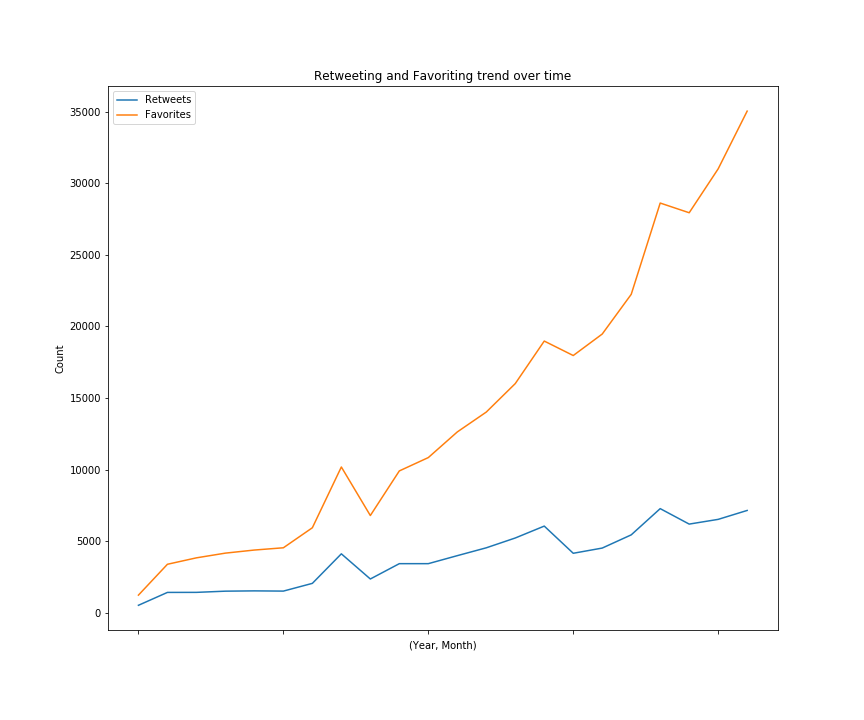 Retweeting and Favoriting trend over time
Retweets
Favorites
35000
30000
25000
20000
15000
10000
5000
0
Count
(Year, Month)